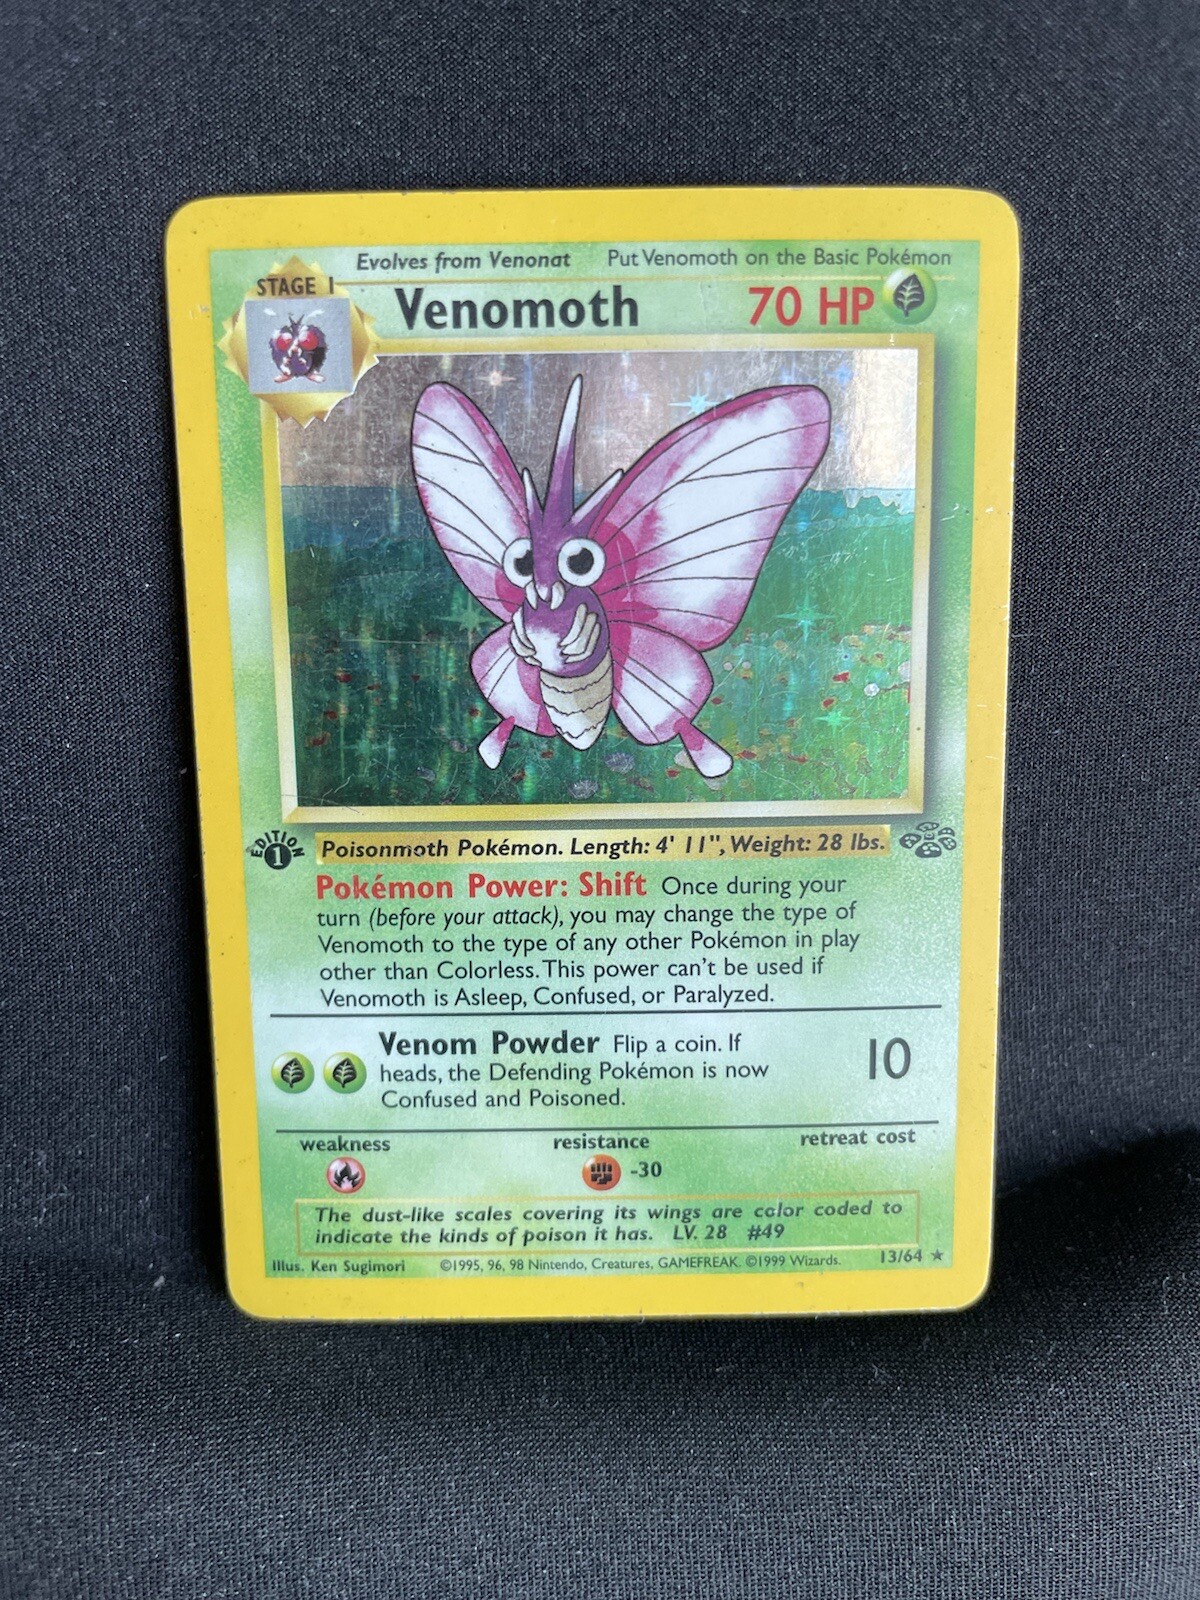 Evolves from Venonat Put Venomoth on the Basic Pokémon
STAGE 1
Venomoth 70 HP
EDITION
1
Poisonmoth Pokémon. Length: 4' 11", Weight: 28 lbs.
Pokémon Power: Shift Once during your
turn (before your attack), you may change the type of
Venomoth to the type of any other Pokémon in play
other than Colorless. This power can't be used if
Venomoth is Asleep, Confused, or Paralyzed.
Venom Powder Flip a coin. If
heads, the Defending Pokémon is now
Confused and Poisoned.
10
weakness resistance retreat cost
-30
The dust-like scales covering its wings are color coded to
indicate the kinds of poison it has. LV. 28 #49
Illus. Ken Sugimori ©1995, 96, 98 Nintendo, Creatures, GAMEFREAK. ©1999 Wizards. 13/64 ★